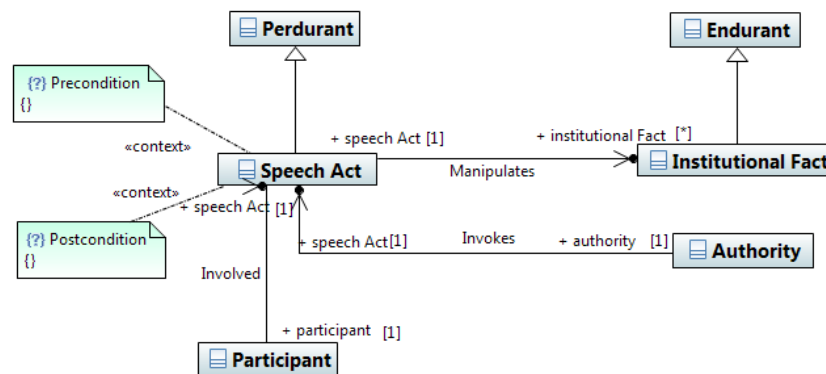 Perdurant
Endurant
{?} Precondition
{}
+ speech Act [1]
+ institutional Fact [*]
«context»
Speech Act
Manipulates
Institutional Fact
«context»
+ speech Act [1]
{?} Postcondition
{}
+ speech Act[1]
Invokes
+ authority [1]
Authority
Involved
+ participant [1]
Participant